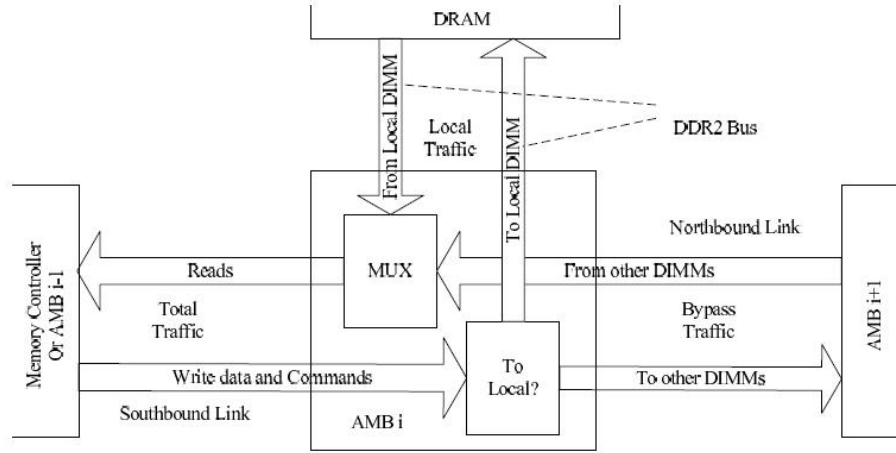 DRAM
From Local DIMM
To Local DIMM
Local
Traffic
DDR2 Bus
Memory Controller
Or AMB i-1
Northbound Link
Reads
MUX
From other DIMMs
AMB i+1
Total
Traffic
Bypass
Traffic
Write data and Commands
To
Local?
To other DIMMs
Southbound Link
AMB i